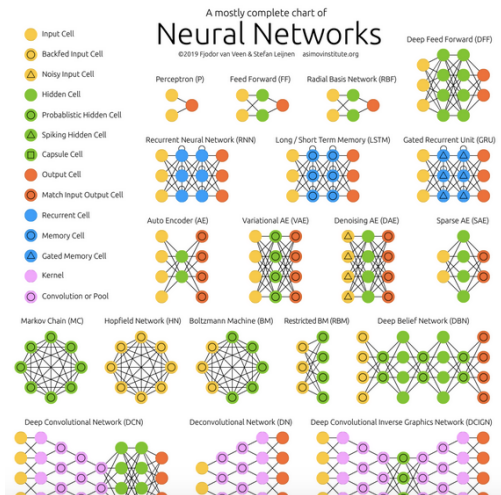 A mostly complete chart of
Neural Networks
©2019 Fjodor van Veen & Stefan Leijnen asimovinstitute.org
Input Cell
Backfed Input Cell
Noisy Input Cell
Hidden Cell
Probablistic Hidden Cell
Spiking Hidden Cell
Capsule Cell
Output Cell
Match Input Output Cell
Recurrent Cell
Memory Cell
Gated Memory Cell
Kernel
Convolution or Pool
Deep Feed Forward (DFF)
Perceptron (P) Feed Forward (FF) Radial Basis Network (RBF)
Recurrent Neural Network (RNN) Long / Short Term Memory (LSTM) Gated Recurrent Unit (GRU)
Auto Encoder (AE) Variational AE (VAE) Denoising AE (DAE) Sparse AE (SAE)
Markov Chain (MC) Hopfield Network (HN) Boltzmann Machine (BM) Restricted BM (RBM) Deep Belief Network (DBN)
Deep Convolutional Network (DCN) Deconvolutional Network (DN) Deep Convolutional Inverse Graphics Network (DCIGN)